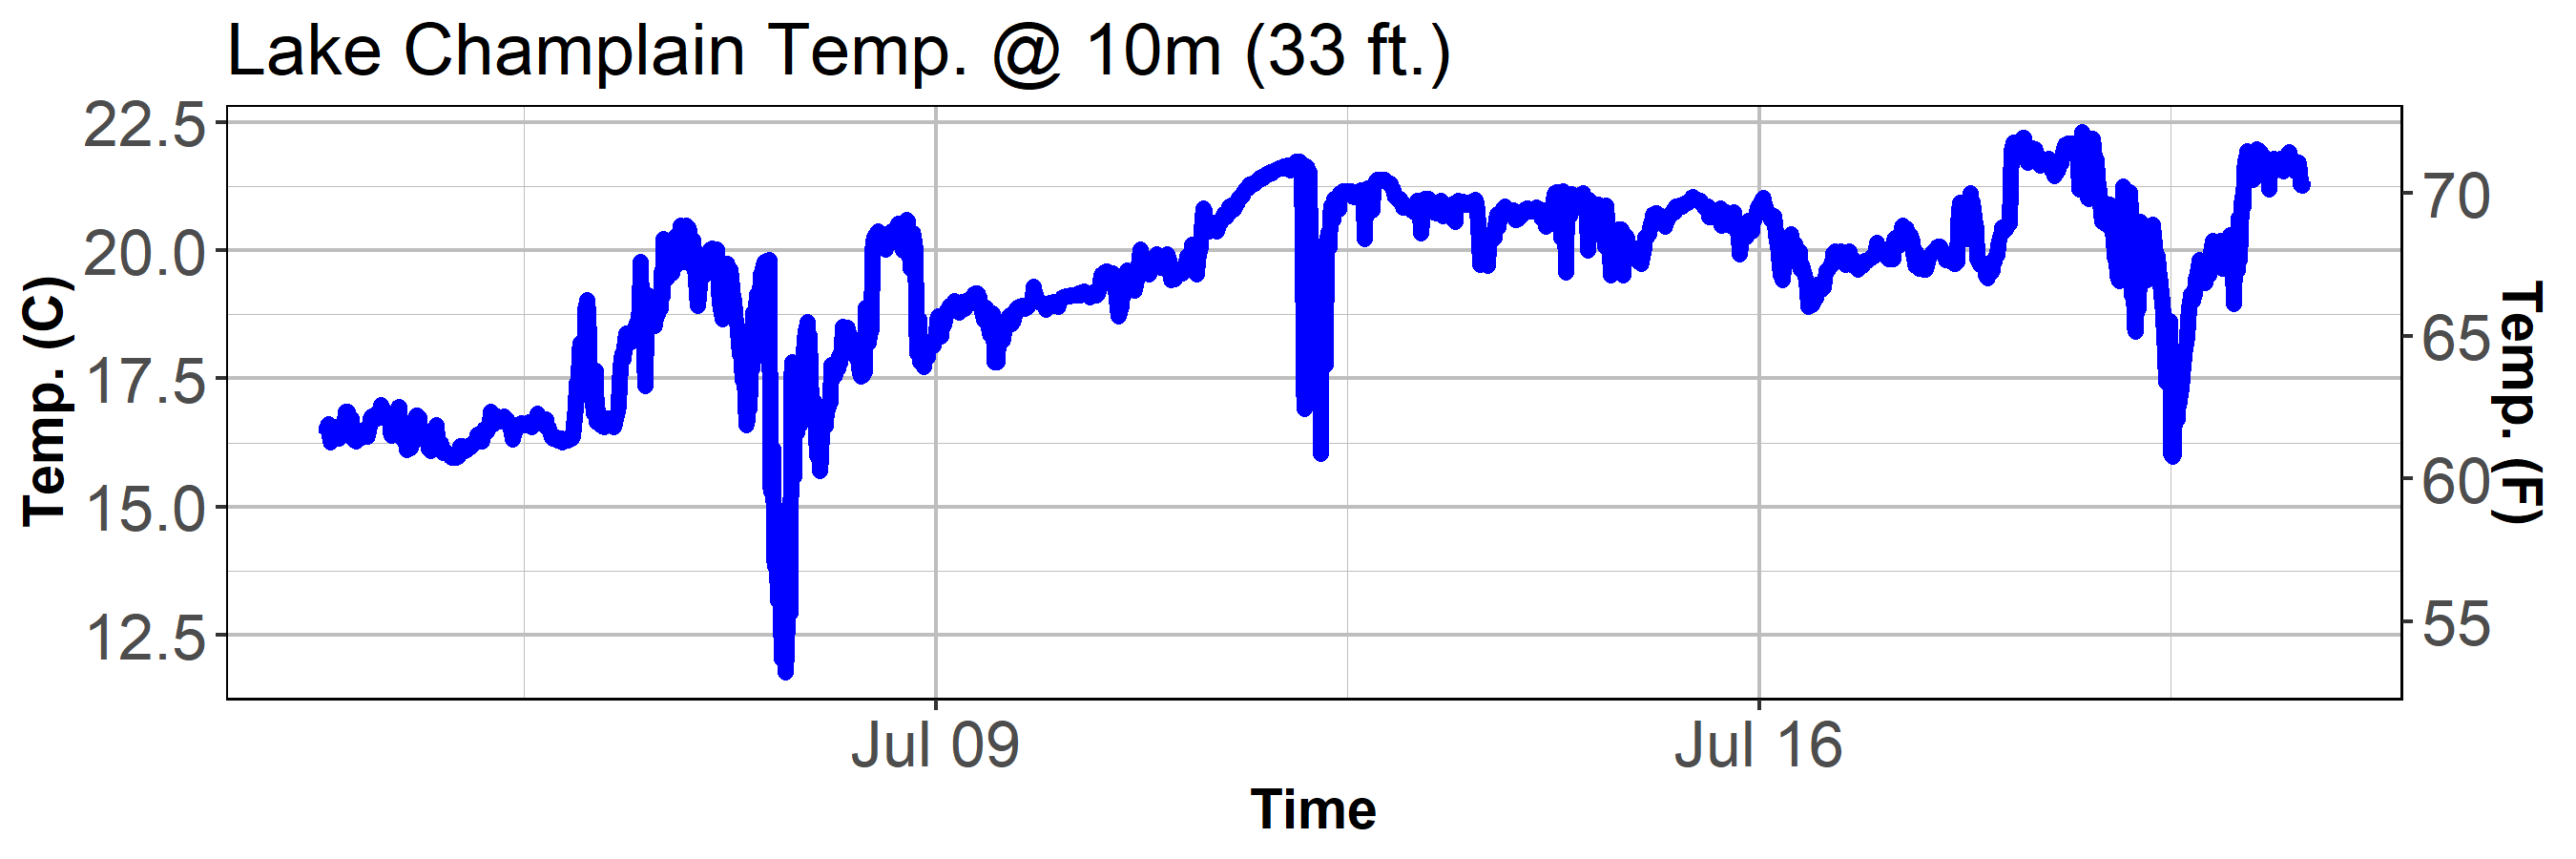 Lake Champlain Temp. @ 10m (33 ft.)
Temp. (C)
22.5
20.0
17.5
15.0
12.5
70
65
60
55
Temp. (F)
Jul 09
Jul 16
Time